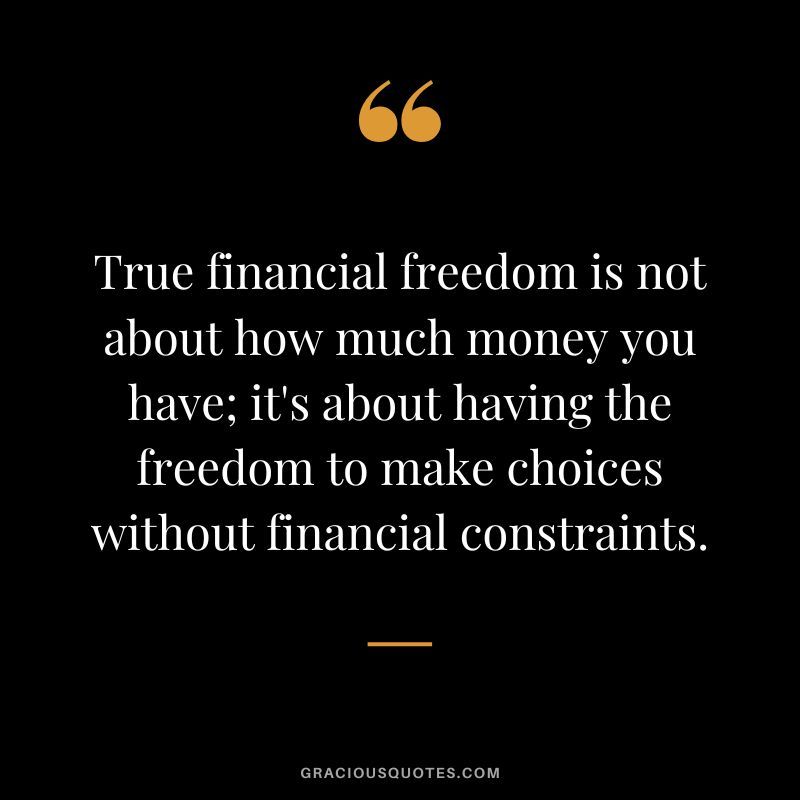 “
True financial freedom is not
about how much money you
have; it's about having the
freedom to make choices
without financial constraints.
GRACIOUSQUOTES.COM